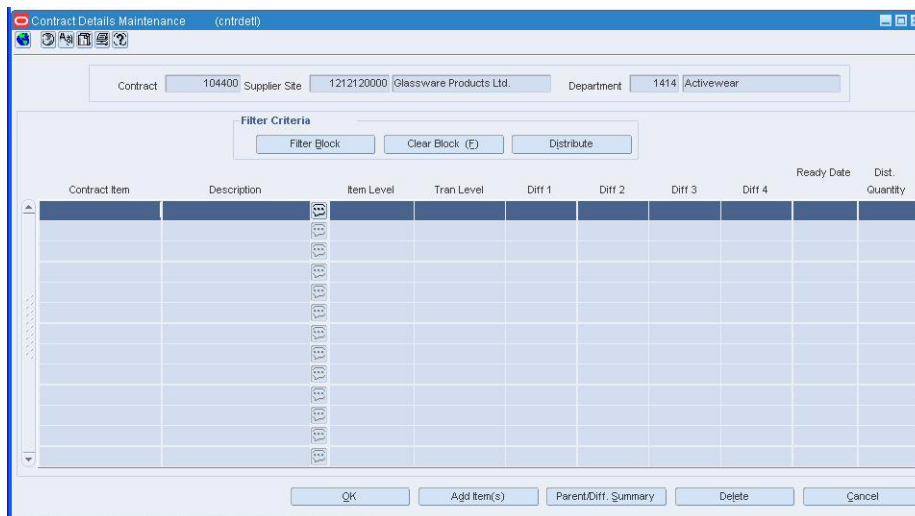 Contract Details Maintenance (cntrdetl)
Contract 104400 Supplier Site 1212120000 Glassware Products Ltd. Department 1414 Activewear
Filter Criteria
Filter Block Clear Block (F) Distribute
Ready Date Dist.
Contract Item Description Item Level Tran Level Diff 1 Diff 2 Diff 3 Diff 4 Quantity
OK Add Item(s) Parent/Diff. Summary Delete Cancel